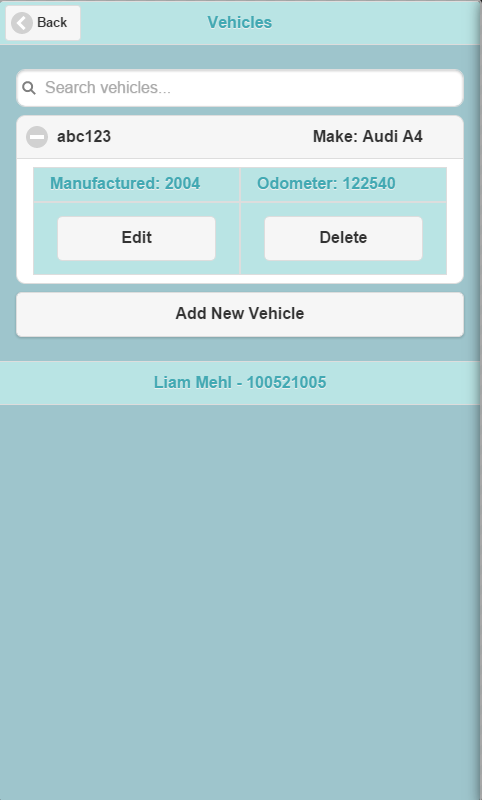 Back Vehicles
Search vehicles...
abc123 Make: Audi A4
Manufactured: 2004 Odometer: 122540
Edit Delete
Add New Vehicle
Liam Mehl - 100521005